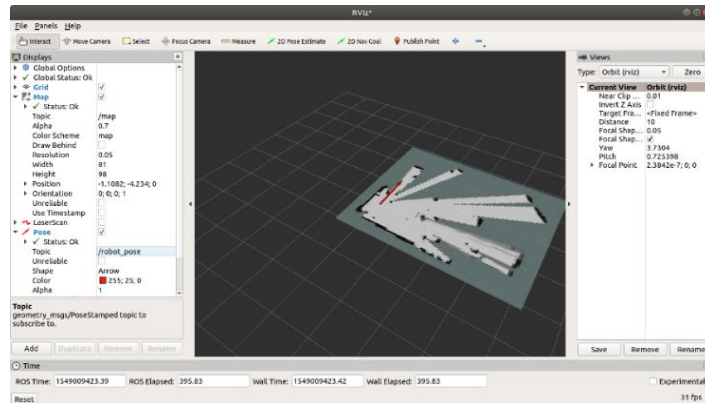 RViz*
File Panels Help
Interact Move Camera Select Focus Camera Measure 2D Pose Estimate 2D Nav Goal Publish Point
Displays
Global Options
Global Status: Ok
Grid
Map
Status: Ok
Topic /map
Alpha 0.7
Color Scheme map
Draw Behind
Resolution 0.05
Width 81
Height 98
Position -1.1082; -4.234; 0
Orientation 0; 0; 0; 1
Unreliable
Use Timestamp
LaserScan
Pose
Status: Ok
Topic /robot_pose
Unreliable
Shape Arrow
Color 255; 25; 0
Alpha 1
Topic
geometry_msgs/PoseStamped topic to
subscribe to.
Add Duplicate Remove Rename
Views
Type: Orbit (rviz) Zero
Current View Orbit (rviz)
Near Clip ... 0.01
Invert Z Axis
Target Fra... <Fixed Frame>
Distance 10
Focal Shap... 0.05
Focal Shap...
Yaw 3.7304
Pitch 0.725398
Focal Point 2.3842e-7; 0; 0
Save Remove Rename
Time
ROS Time: 1549009423.39 ROS Elapsed: 395.83 Wall Time: 1549009423.42 Wall Elapsed: 395.83 Experimental
Reset 31 fps